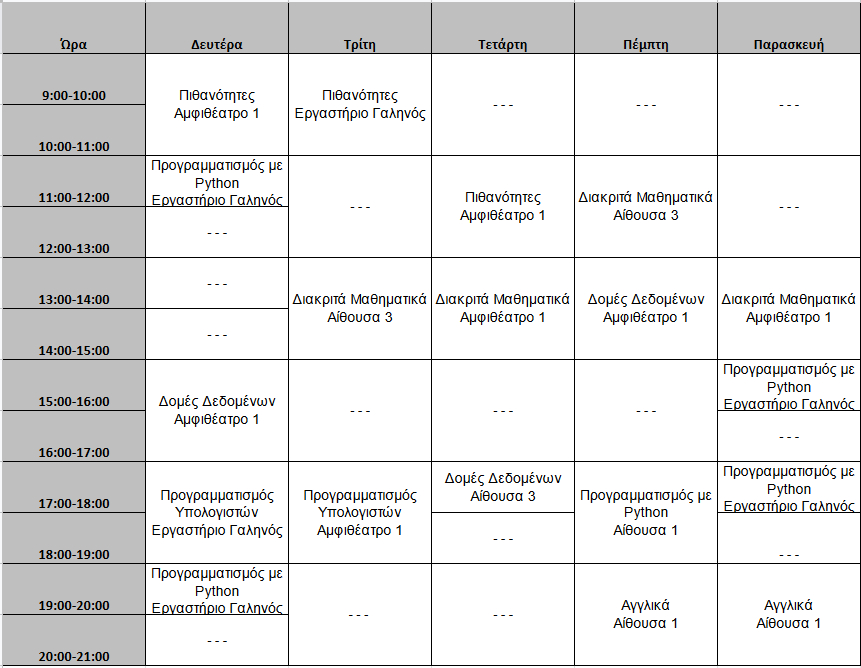 Ώρα Δευτέρα Τρίτη Τετάρτη Πέμπτη Παρασκευή
9:00-10:00
Πιθανότητες
Αμφιθέατρο 1
Πιθανότητες
Εργαστήριο Γαληνός
- - -
- - -
- - -
10:00-11:00
11:00-12:00
Προγραμματισμός με
Python
Εργαστήριο Γαληνός
- - -
Πιθανότητες
Αμφιθέατρο 1
Διακριτά Μαθηματικά
Αίθουσα 3
- - -
12:00-13:00
- - -
13:00-14:00
- - -
Διακριτά Μαθηματικά
Αίθουσα 3
Διακριτά Μαθηματικά
Αμφιθέατρο 1
Δομές Δεδομένων
Αμφιθέατρο 1
Διακριτά Μαθηματικά
Αμφιθέατρο 1
14:00-15:00
- - -
15:00-16:00
Δομές Δεδομένων
Αμφιθέατρο 1
- - -
- - -
- - -
Προγραμματισμός με
Python
Εργαστήριο Γαληνός
16:00-17:00
- - -
17:00-18:00
Προγραμματισμός
Υπολογιστών
Εργαστήριο Γαληνός
Προγραμματισμός
Υπολογιστών
Αμφιθέατρο 1
Δομές Δεδομένων
Αίθουσα 3
Προγραμματισμός με
Python
Αίθουσα 1
Προγραμματισμός με
Python
Εργαστήριο Γαληνός
18:00-19:00
- - -
- - -
19:00-20:00
Προγραμματισμός με
Python
Εργαστήριο Γαληνός
- - -
- - -
Αγγλικά
Αίθουσα 1
Αγγλικά
Αίθουσα 1
20:00-21:00
- - -